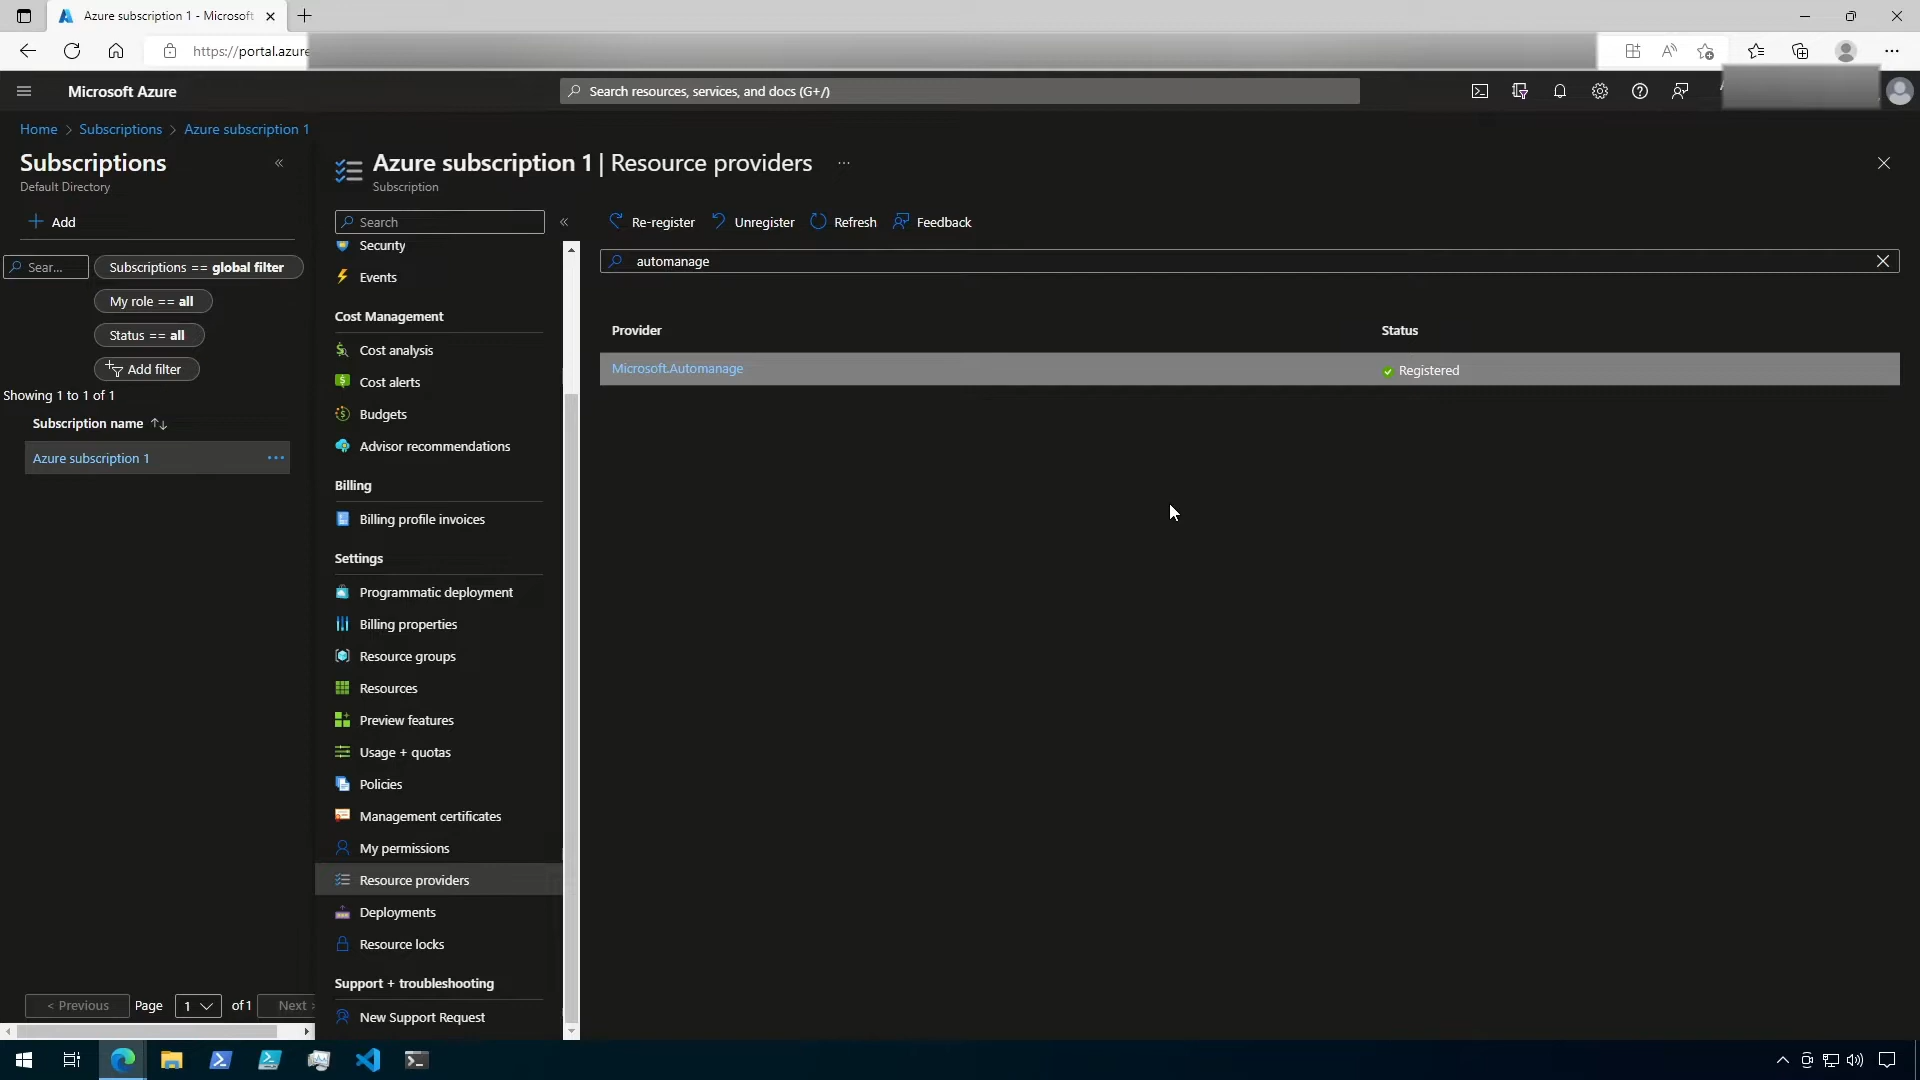 Azure subscription 1 - Microsoft
https://portal.azure
Microsoft Azure
Search resources, services, and docs (G+/)
Home > Subscriptions > Azure subscription 1
Subscriptions
Default Directory
Add
Sear...
Subscriptions == global filter
My role == all
Status == all
Add filter
Showing 1 to 1 of 1
Subscription name
Azure subscription 1
< Previous Page 1 of 1 Next >
Azure subscription 1 | Resource providers
Subscription
Search
Security
Events
Cost Management
Cost analysis
Cost alerts
Budgets
Advisor recommendations
Billing
Billing profile invoices
Settings
Programmatic deployment
Billing properties
Resource groups
Resources
Preview features
Usage + quotas
Policies
Management certificates
My permissions
Resource providers
Deployments
Resource locks
Support + troubleshooting
New Support Request
Re-register Unregister Refresh Feedback
automanage
Provider Status
Microsoft.Automanage Registered